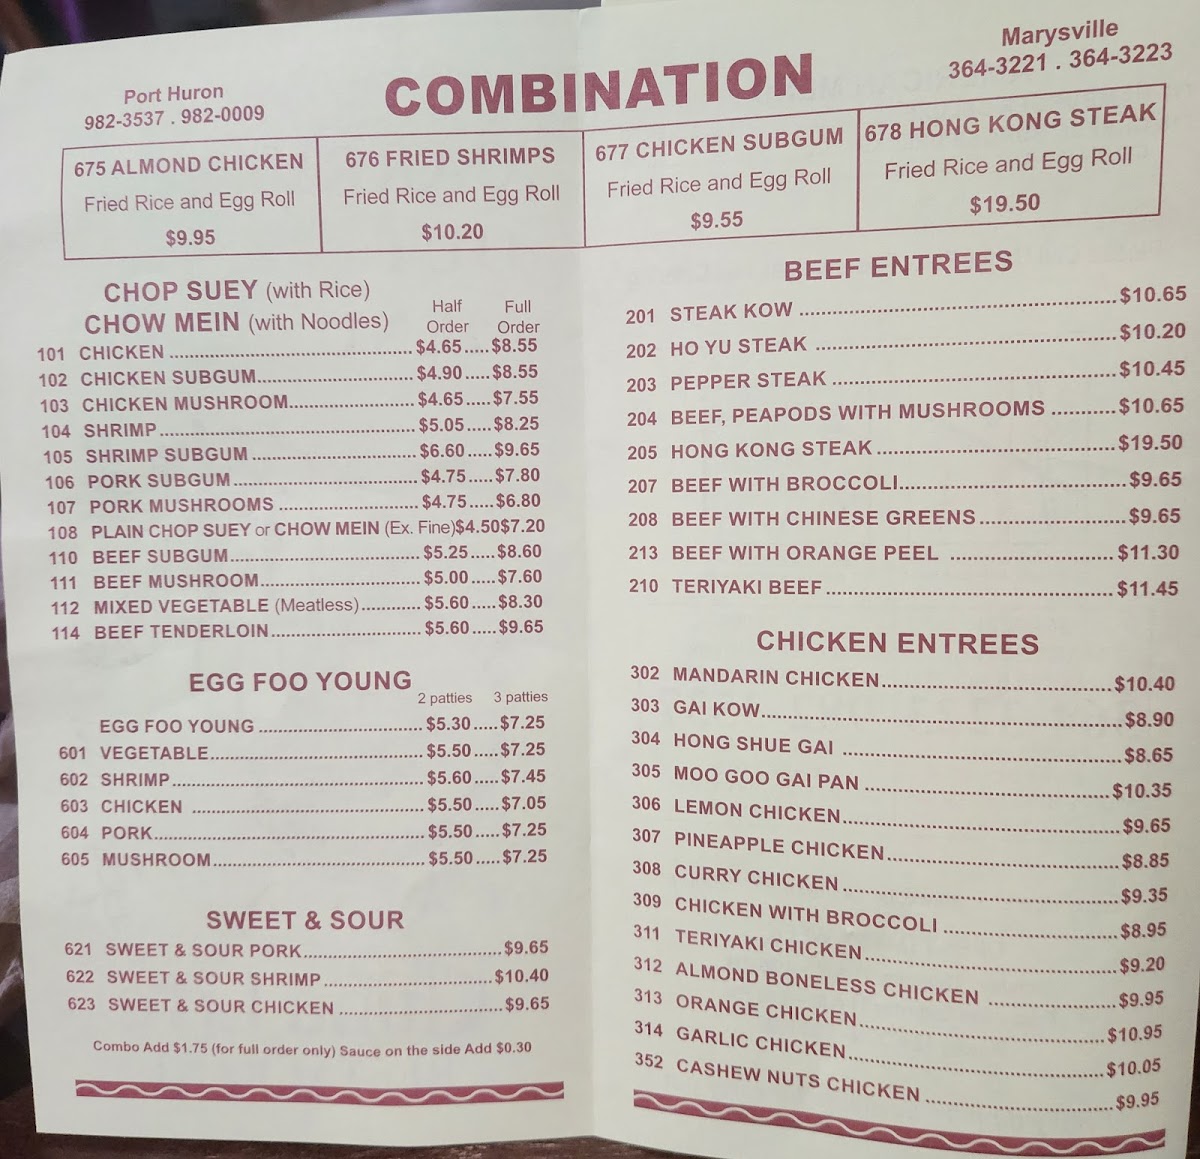 Port Huron
982-3537 . 982-0009
COMBINATION
Marysville
364-3221 . 364-3223
675 ALMOND CHICKEN
Fried Rice and Egg Roll
$9.95
676 FRIED SHRIMPS
Fried Rice and Egg Roll
$10.20
677 CHICKEN SUBGUM
Fried Rice and Egg Roll
$9.55
678 HONG KONG STEAK
Fried Rice and Egg Roll
$19.50
CHOP SUEY (with Rice)
CHOW MEIN (with Noodles)
Half Order Full Order
101 CHICKEN $4.65 $8.55
102 CHICKEN SUBGUM $4.90 $8.55
103 CHICKEN MUSHROOM $4.65 $7.55
104 SHRIMP $5.05 $8.25
105 SHRIMP SUBGUM $6.60 $9.65
106 PORK SUBGUM $4.75 $7.80
107 PORK MUSHROOMS $4.75 $6.80
108 PLAIN CHOP SUEY or CHOW MEIN (Ex. Fine) $4.50 $7.20
110 BEEF SUBGUM $5.25 $8.60
111 BEEF MUSHROOM $5.00 $7.60
112 MIXED VEGETABLE (Meatless) $5.60 $8.30
114 BEEF TENDERLOIN $5.60 $9.65
EGG FOO YOUNG
2 patties 3 patties
EGG FOO YOUNG $5.30 $7.25
601 VEGETABLE $5.50 $7.25
602 SHRIMP $5.60 $7.45
603 CHICKEN $5.50 $7.05
604 PORK $5.50 $7.25
605 MUSHROOM $5.50 $7.25
SWEET & SOUR
621 SWEET & SOUR PORK $9.65
622 SWEET & SOUR SHRIMP $10.40
623 SWEET & SOUR CHICKEN $9.65
Combo Add $1.75 (for full order only) Sauce on the side Add $0.30
BEEF ENTREES
201 STEAK KOW $10.65
202 HO YU STEAK $10.20
203 PEPPER STEAK $10.45
204 BEEF, PEAPODS WITH MUSHROOMS $10.65
205 HONG KONG STEAK $19.50
207 BEEF WITH BROCCOLI $9.65
208 BEEF WITH CHINESE GREENS $9.65
213 BEEF WITH ORANGE PEEL $11.30
210 TERIYAKI BEEF $11.45
CHICKEN ENTREES
302 MANDARIN CHICKEN $10.40
303 GAI KOW $8.90
304 HONG SHUE GAI $8.65
305 MOO GOO GAI PAN $10.35
306 LEMON CHICKEN $9.65
307 PINEAPPLE CHICKEN $8.85
308 CURRY CHICKEN $9.35
309 CHICKEN WITH BROCCOLI $8.95
311 TERIYAKI CHICKEN $9.20
312 ALMOND BONELESS CHICKEN $9.95
313 ORANGE CHICKEN $10.95
314 GARLIC CHICKEN $10.05
352 CASHEW NUTS CHICKEN $9.95